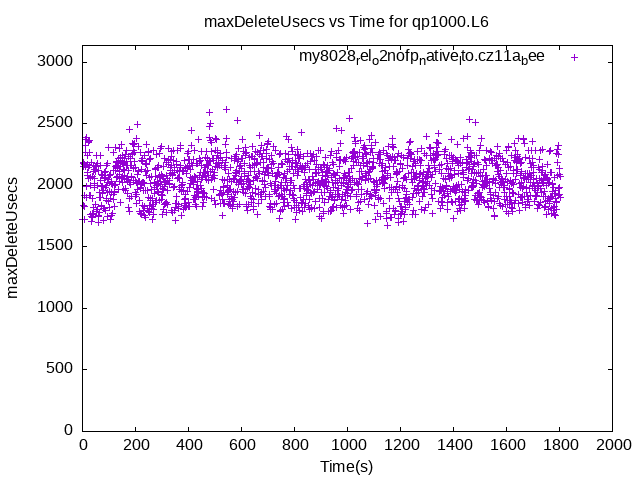 maxDeleteUsecs vs Time for qp1000.L6
my8028relo2nofpnativelto.cz11abee
3000
2500
2000
1500
1000
500
0
maxDeleteUsecs
0 200 400 600 800 1000 1200 1400 1600 1800 2000
Time(s)